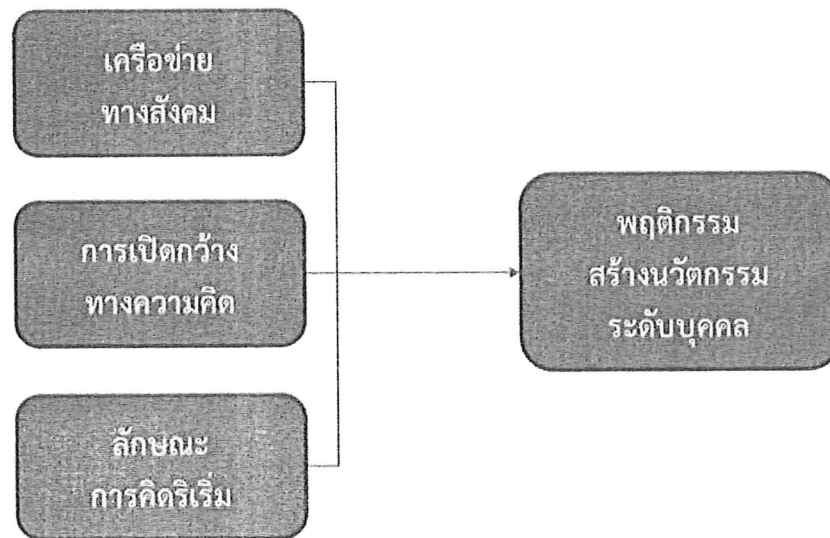 เครือข่าย
ทางสังคม
การเปิดกว้าง
ทางความคิด
ลักษณะ
การคิดริเริ่ม
พฤติกรรม
สร้างนวัตกรรม
ระดับบุคคล